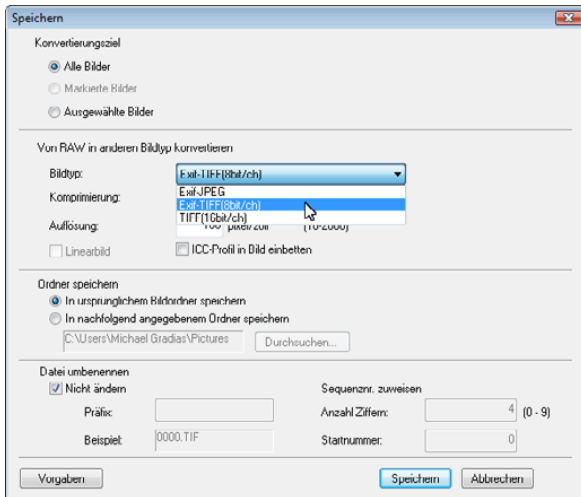 Speichern
Konvertierungsziel
Alle Bilder
Markierte Bilder
Ausgewählte Bilder
Von RAW in anderen Bildtyp konvertieren
Bildtyp: Exif-TIFF(8bit/ch)
Exif-JPEG
Komprimierung: Exif-TIFF(8bit/ch)
TIFF(16bit/ch)
Auflösung: pixel/zoll
Linearbild ICC-Profil in Bild einbetten
Ordner speichern
In ursprünglichem Bildordner speichern
In nachfolgend angegebenem Ordner speichern
C:\Users\Michael Gradias\Pictures Durchsuchen...
Datei umbenennen
Nicht ändern Sequenznr. zuweisen
Präfix: Anzahl Ziffern: 4 (0 - 9)
Beispiel: 0000.TIF Startnummer: 0
Vorgaben Speichern Abbrechen